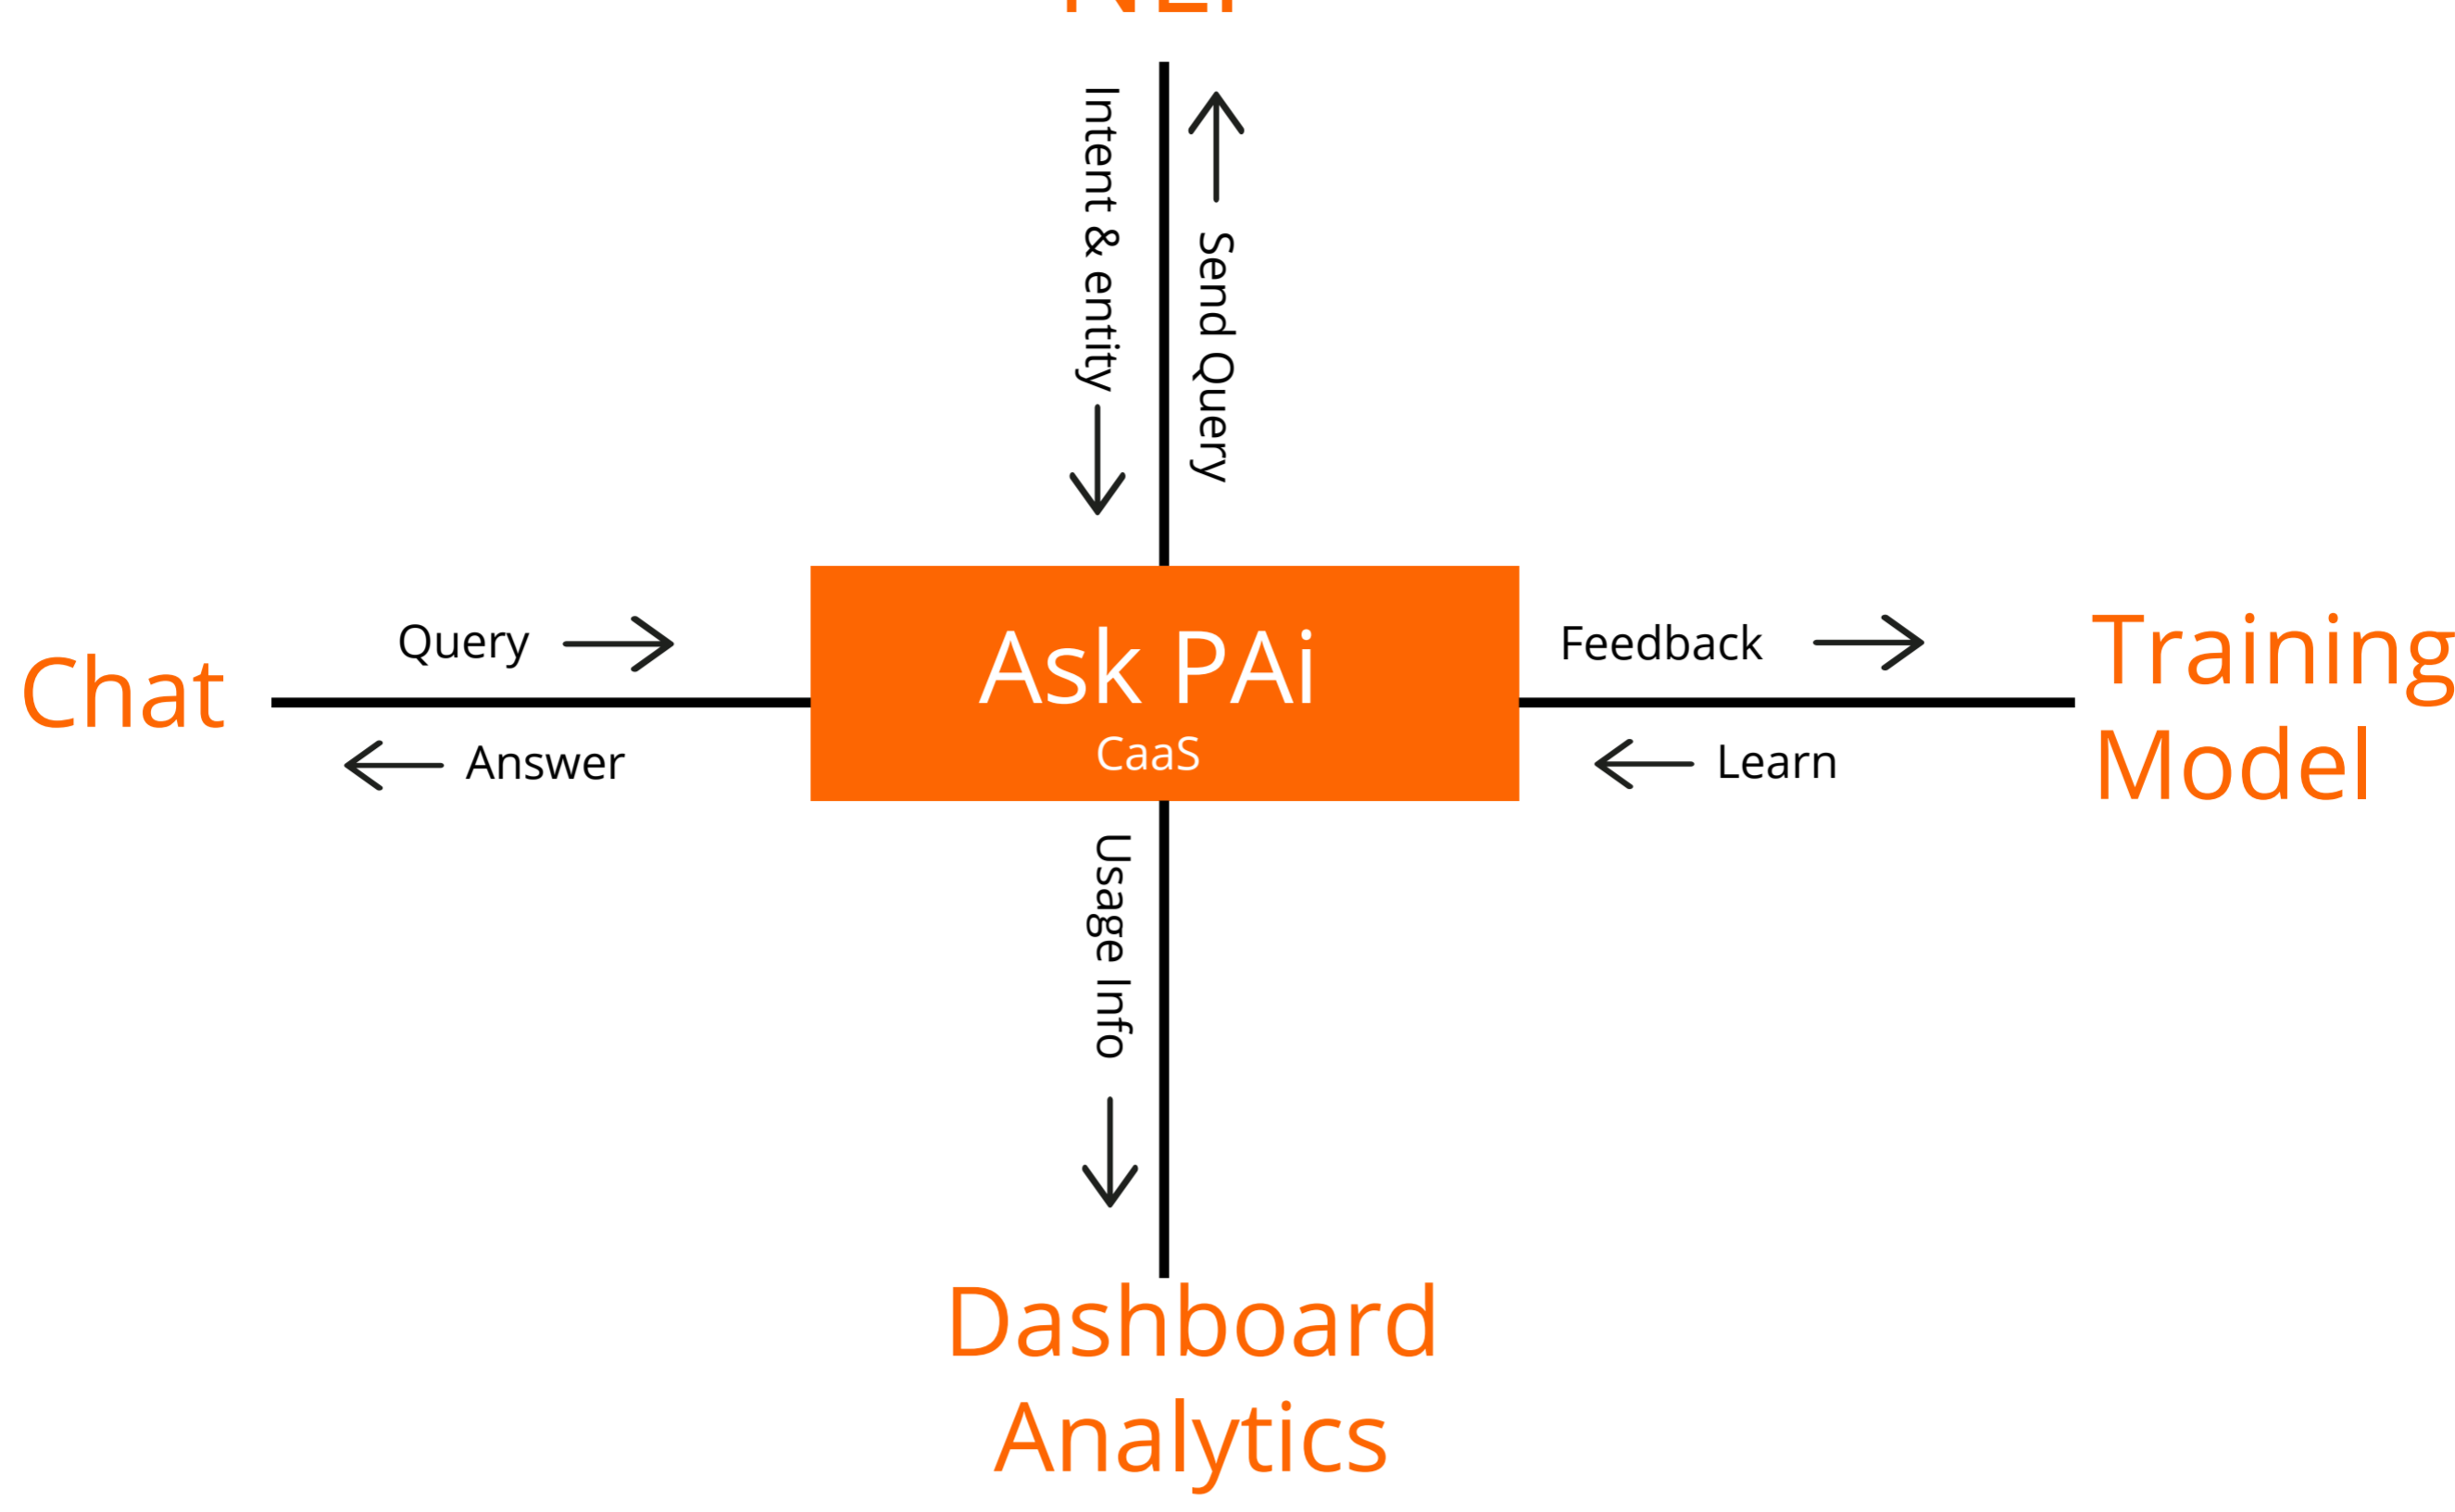 Intent & entity
Send Query
Query
Feedback
Chat
Ask PAi
CaaS
Training
Model
Answer
Learn
Usage Info
Dashboard
Analytics